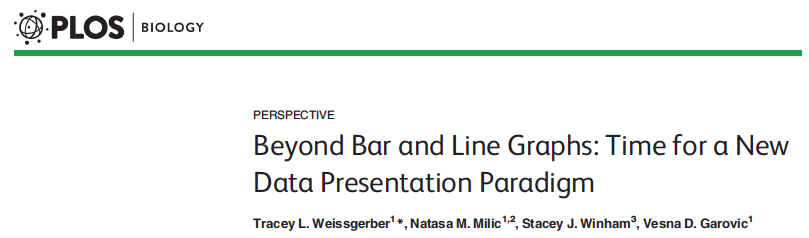 PLOS BIOLOGY
PERSPECTIVE
Beyond Bar and Line Graphs: Time for a New
Data Presentation Paradigm
Tracey L. Weissgerber¹*, Natasa M. Milic¹,², Stacey J. Winham³, Vesna D. Garovic¹